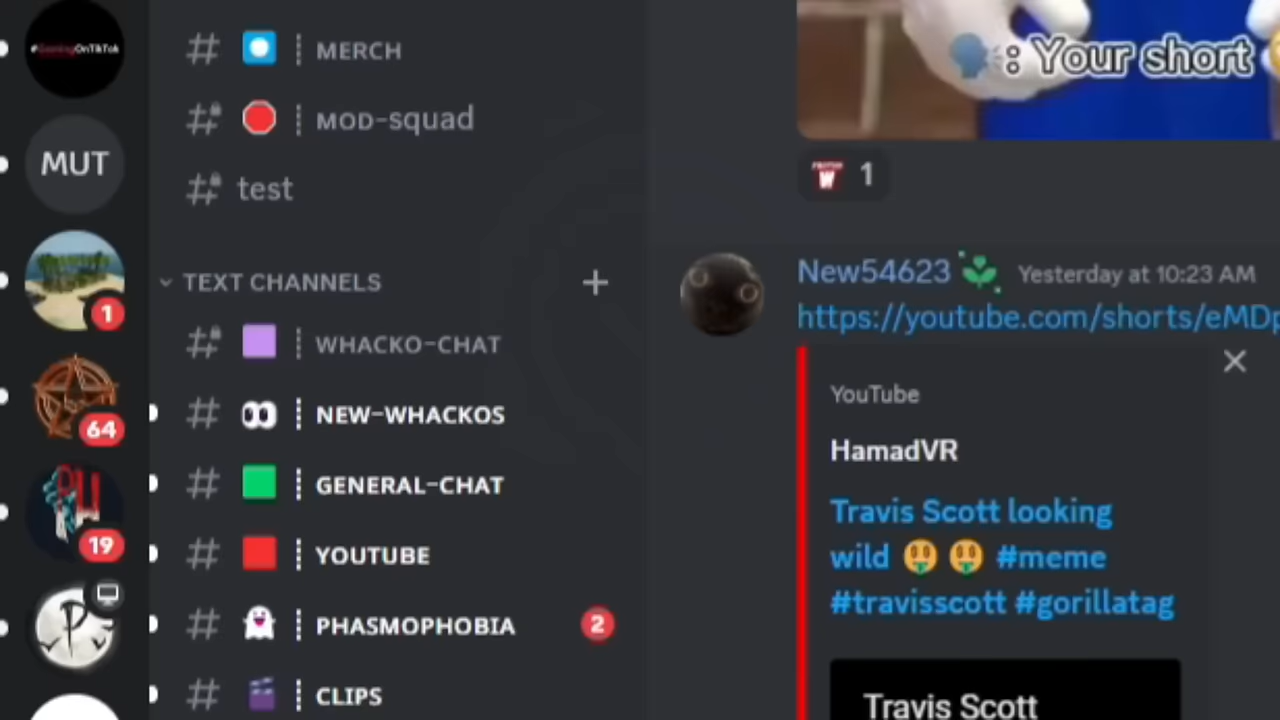 #GamingOnTikTok
MUT
1
64
19
MERCH
MOD-squad
test
TEXT CHANNELS
WHACKO-CHAT
NEW-WHACKOS
GENERAL-CHAT
YOUTUBE
PHASMOPHOBIA 2
CLIPS
: Your short
1
New54623 Yesterday at 10:23 AM
https://youtube.com/shorts/eMDp
YouTube
HamadVR
Travis Scott looking
wild 🤑 🤑 #meme
#travisscott #gorillatag
Travis Scott